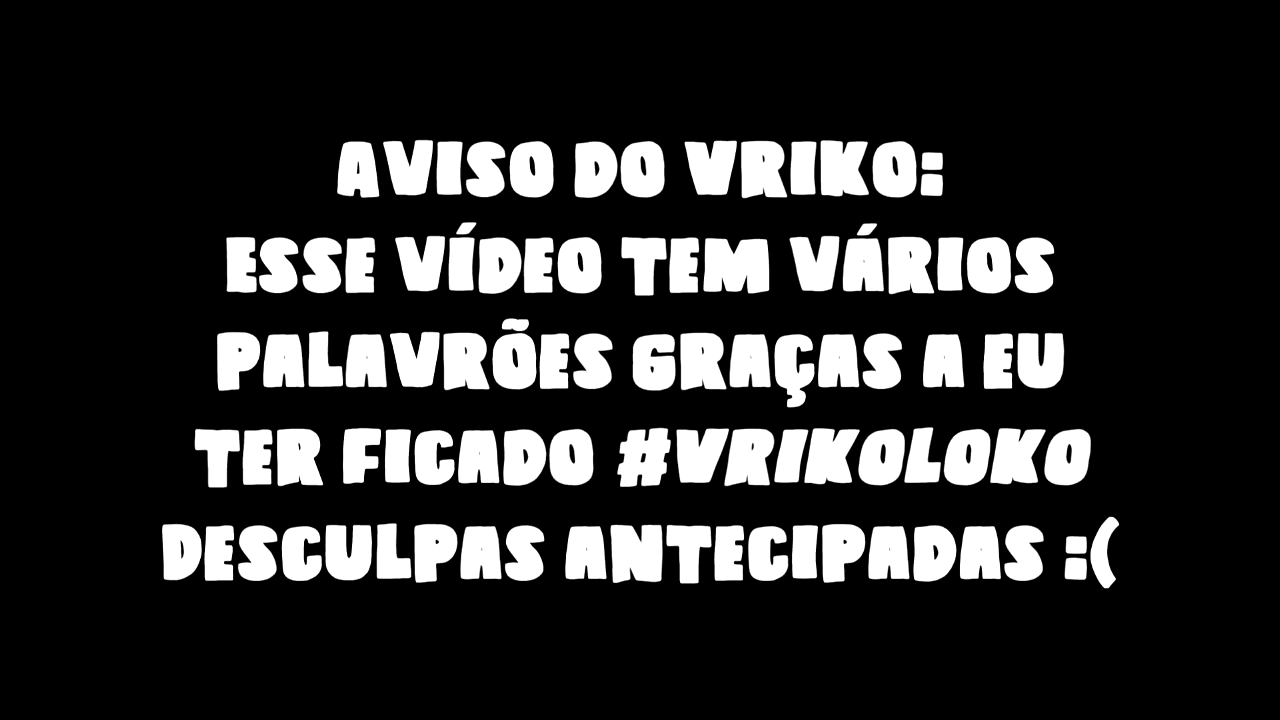 AVISO DO VRIKO:
ESSE VÍDEO TEM VÁRIOS
PALAVRÕES GRAÇAS A EU
TER FICADO #VRIKOLOKO
DESCULPAS ANTECIPADAS :(